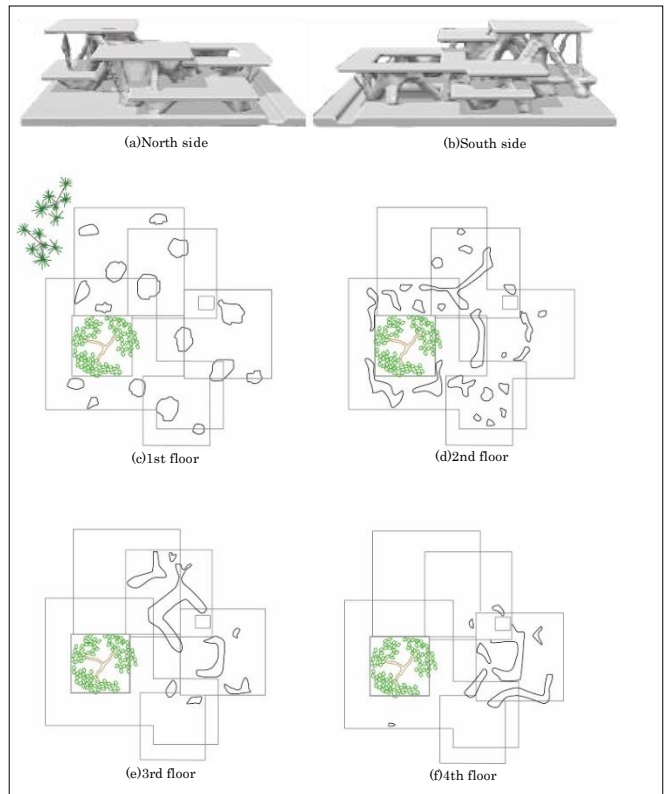 (a)North side
(b)South side
(c)1st floor
(d)2nd floor
(e)3rd floor
(f)4th floor